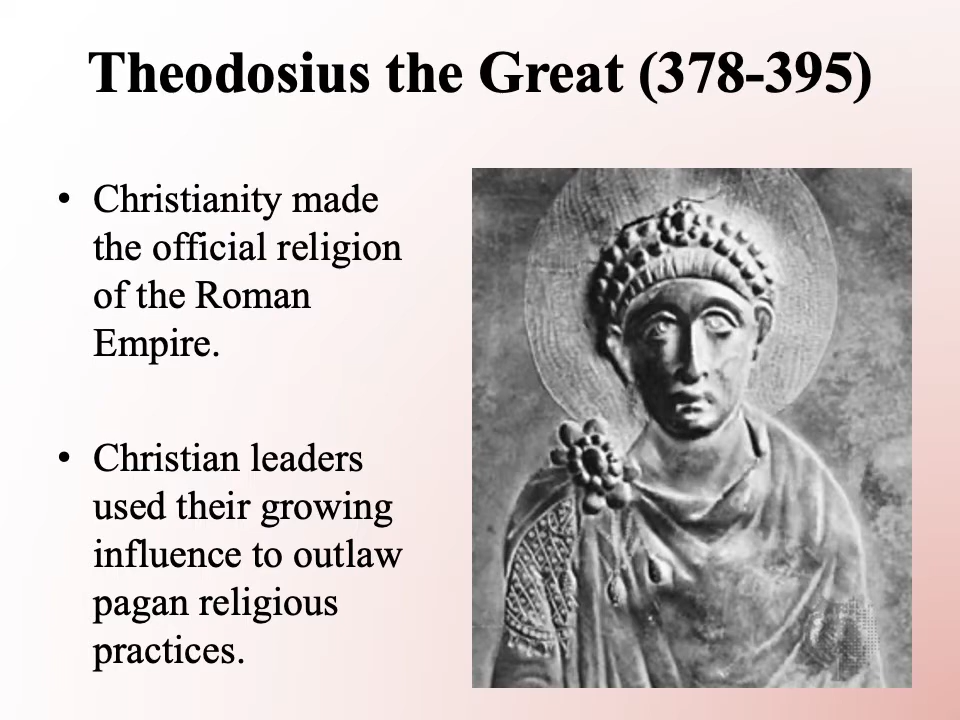 Theodosius the Great (378-395)
• Christianity made
the official religion
of the Roman
Empire.
• Christian leaders
used their growing
influence to outlaw
pagan religious
practices.